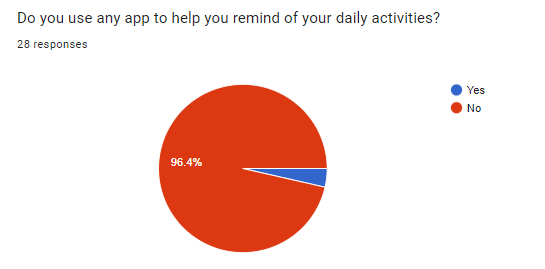 Do you use any app to help you remind of your daily activities?
28 responses
Yes
No
96.4%